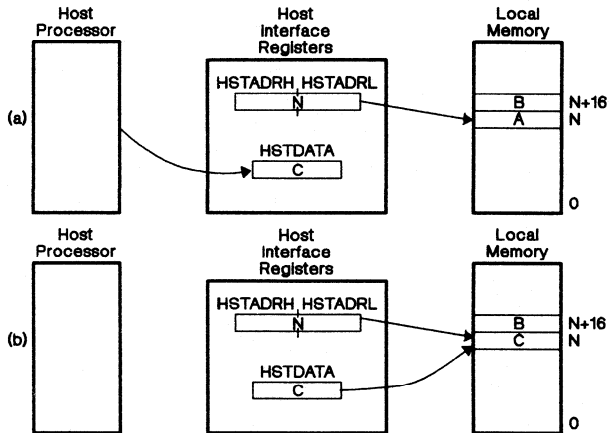 Host
Processor
Host
Interface
Registers
Local
Memory
(a)
HSTADRH HSTADRL
N
HSTDATA
C
B
A
N+16
N
0
Host
Processor
Host
Interface
Registers
Local
Memory
(b)
HSTADRH HSTADRL
N
HSTDATA
C
B
C
N+16
N
0